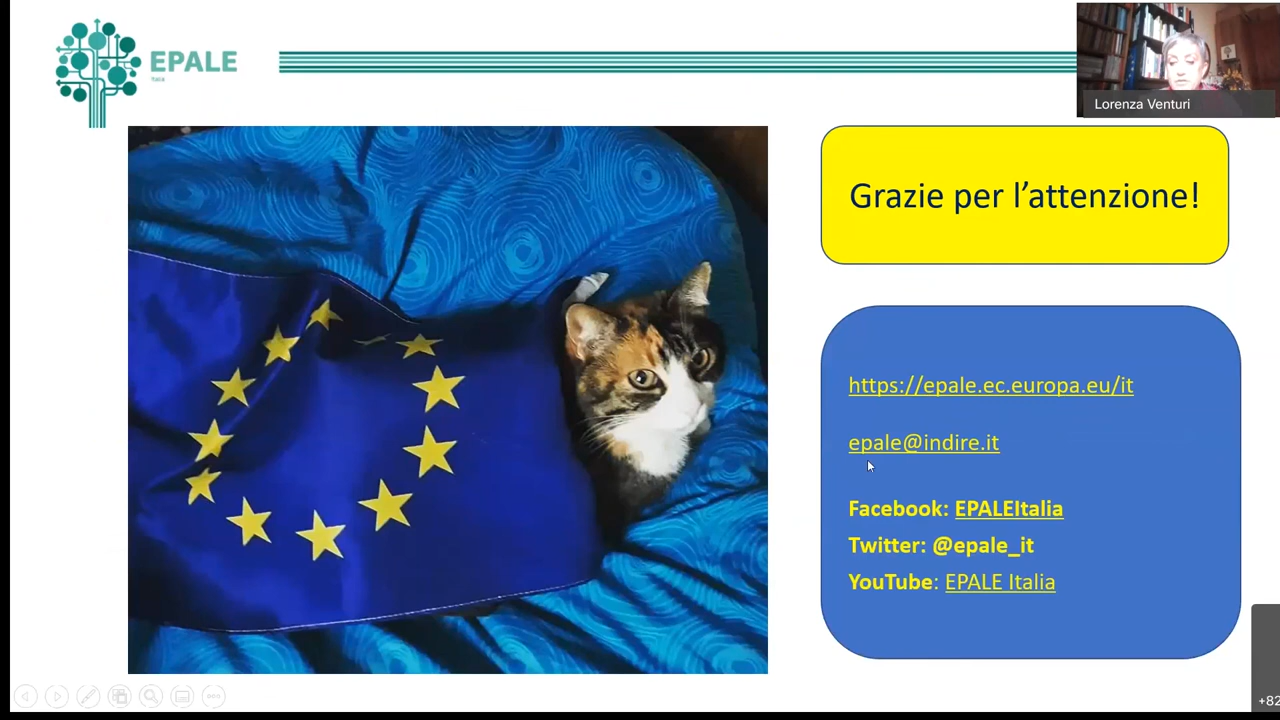 EPALE
Italia
Lorenza Venturi
Grazie per l’attenzione!
https://epale.ec.europa.eu/it
epale@indire.it
Facebook: EPALEItalia
Twitter: @epale_it
YouTube: EPALE Italia
+82